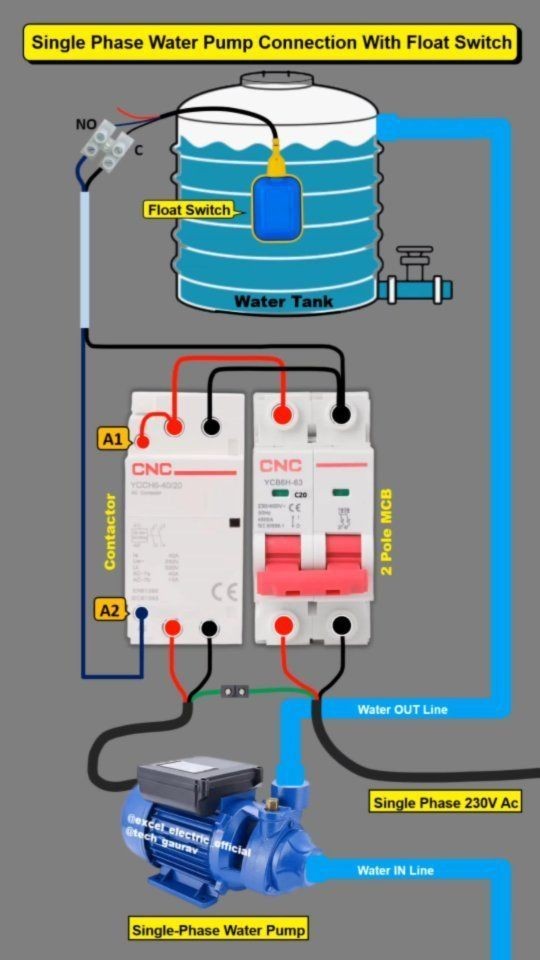 Single Phase Water Pump Connection With Float Switch
NO
C
Float Switch
Water Tank
A1
CNC
YCCH6-40/20
Contactor
A2
CNC
YCB6H-63
C20
2 Pole MCB
Water OUT Line
Single Phase 230V Ac
@excel_electric_official
@tech_gaurav
Water IN Line
Single-Phase Water Pump